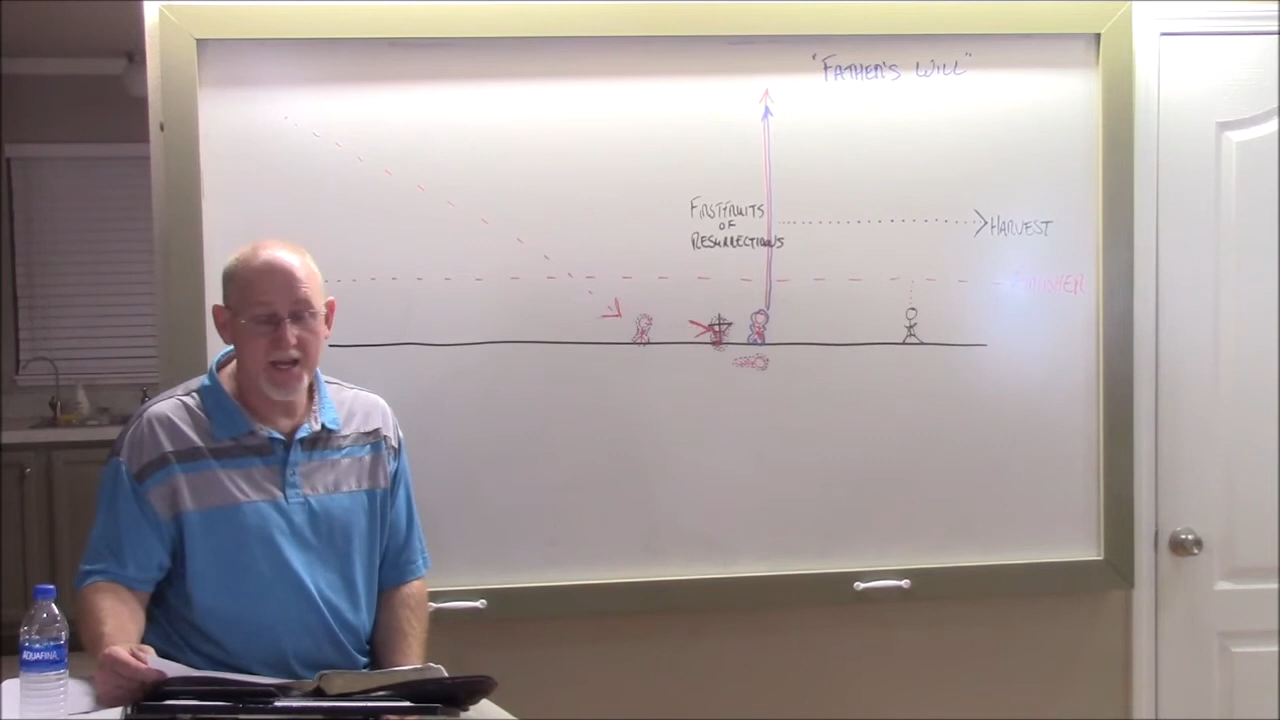 "FATHER'S WILL"
FIRSTFRUITS
OF
RESURRECTIONS
HARVEST
AQUAFINA